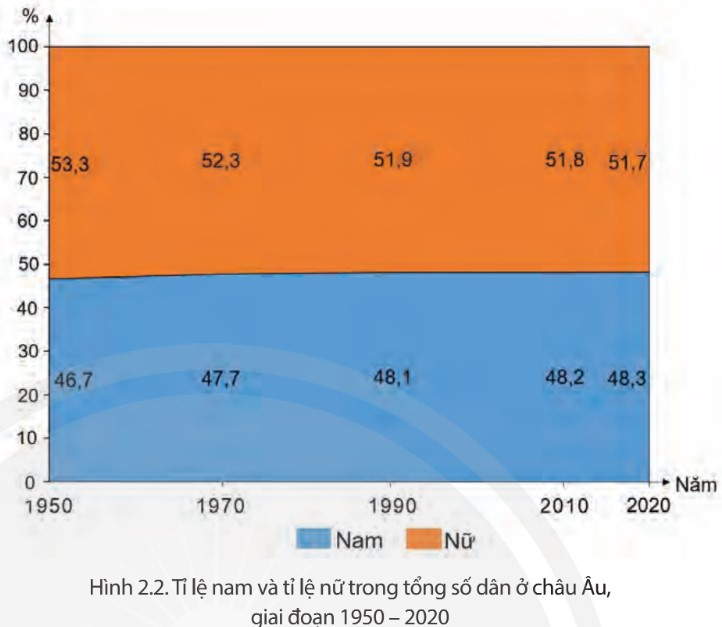 %
100
90
80
70
60
50
40
30
20
10
0
53,3 52,3 51,9 51,8 51,7
46,7 47,7 48,1 48,2 48,3
1950 1970 1990 2010 2020 Năm
Nam Nữ
Hình 2.2. Tỉ lệ nam và tỉ lệ nữ trong tổng số dân ở châu Âu,
giai đoạn 1950 – 2020